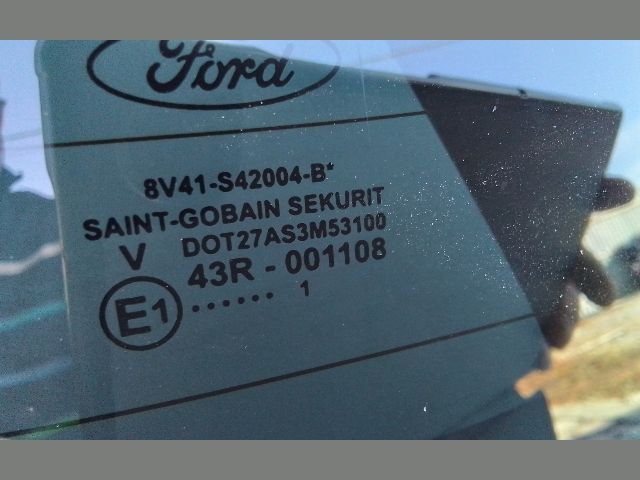 Ford
8V41-S42004-B*
SAINT-GOBAIN SEKURIT
V DOT27AS3M53100
43R - 001108
E1 ...... 1